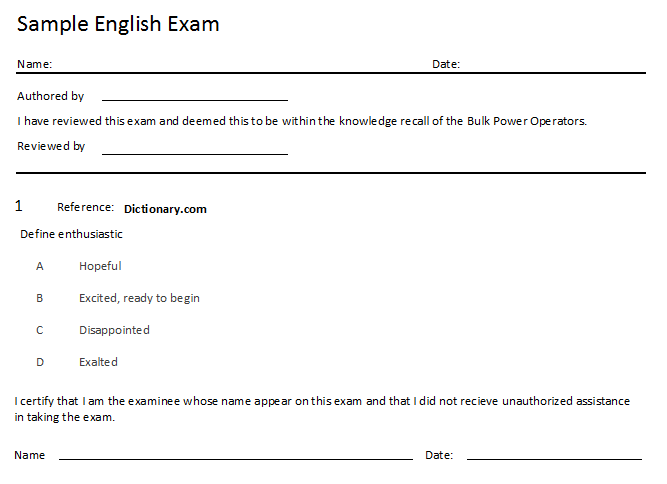 Sample English Exam
Name: Date:
Authored by
I have reviewed this exam and deemed this to be within the knowledge recall of the Bulk Power Operators.
Reviewed by
1 Reference: Dictionary.com
Define enthusiastic
A Hopeful
B Excited, ready to begin
C Disappointed
D Exalted
I certify that I am the examinee whose name appear on this exam and that I did not recieve unauthorized assistance
in taking the exam.
Name Date: